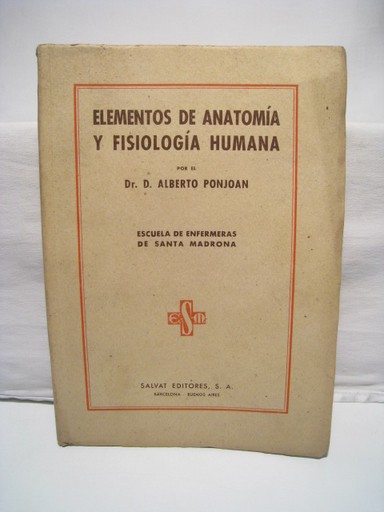 ELEMENTOS DE ANATOMÍA
Y FISIOLOGÍA HUMANA
POR EL
Dr. D. ALBERTO PONJOAN
ESCUELA DE ENFERMERAS
DE SANTA MADRONA
SALVAT EDITORES, S. A.
BARCELONA - BUENOS AIRES